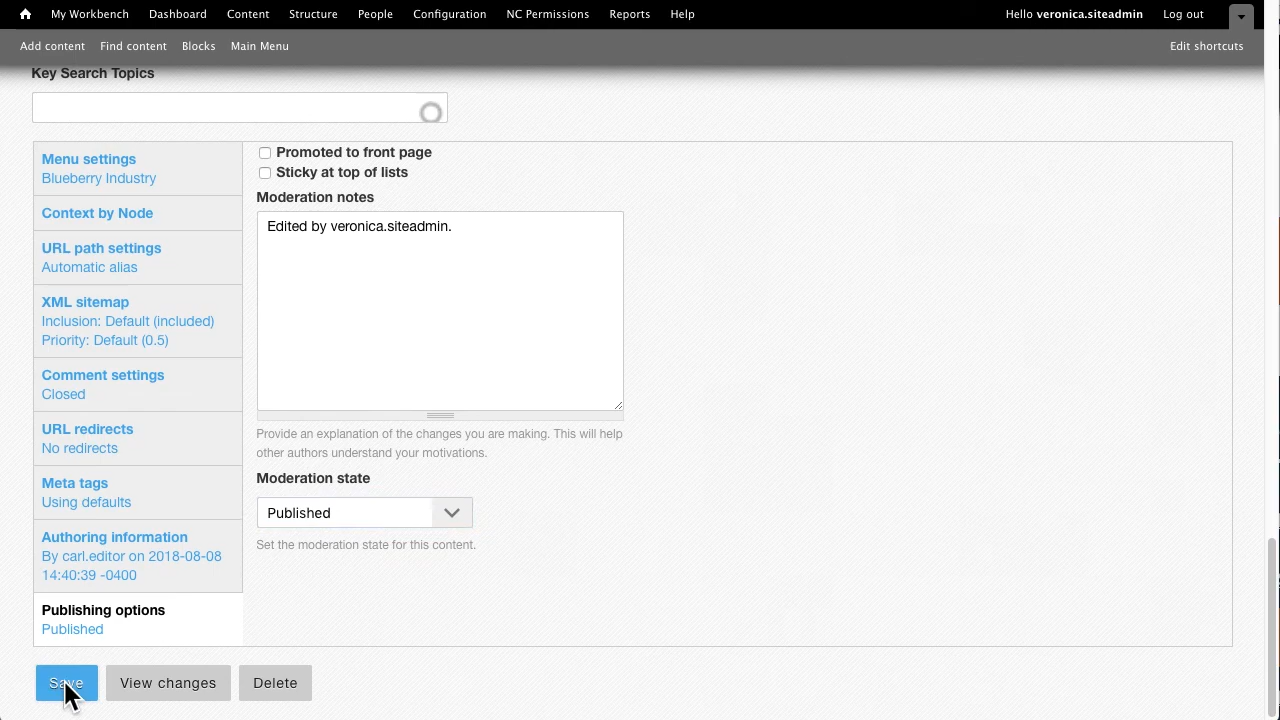 My Workbench Dashboard Content Structure People Configuration NC Permissions Reports Help Hello veronica.siteadmin Log out
Add content Find content Blocks Main Menu Edit shortcuts
Key Search Topics
Menu settings
Blueberry Industry
Context by Node
URL path settings
Automatic alias
XML sitemap
Inclusion: Default (included)
Priority: Default (0.5)
Comment settings
Closed
URL redirects
No redirects
Meta tags
Using defaults
Authoring information
By carl.editor on 2018-08-08
14:40:39 -0400
Publishing options
Published
Promoted to front page
Sticky at top of lists
Moderation notes
Edited by veronica.siteadmin.
Provide an explanation of the changes you are making. This will help
other authors understand your motivations.
Moderation state
Published
Set the moderation state for this content.
Save View changes Delete